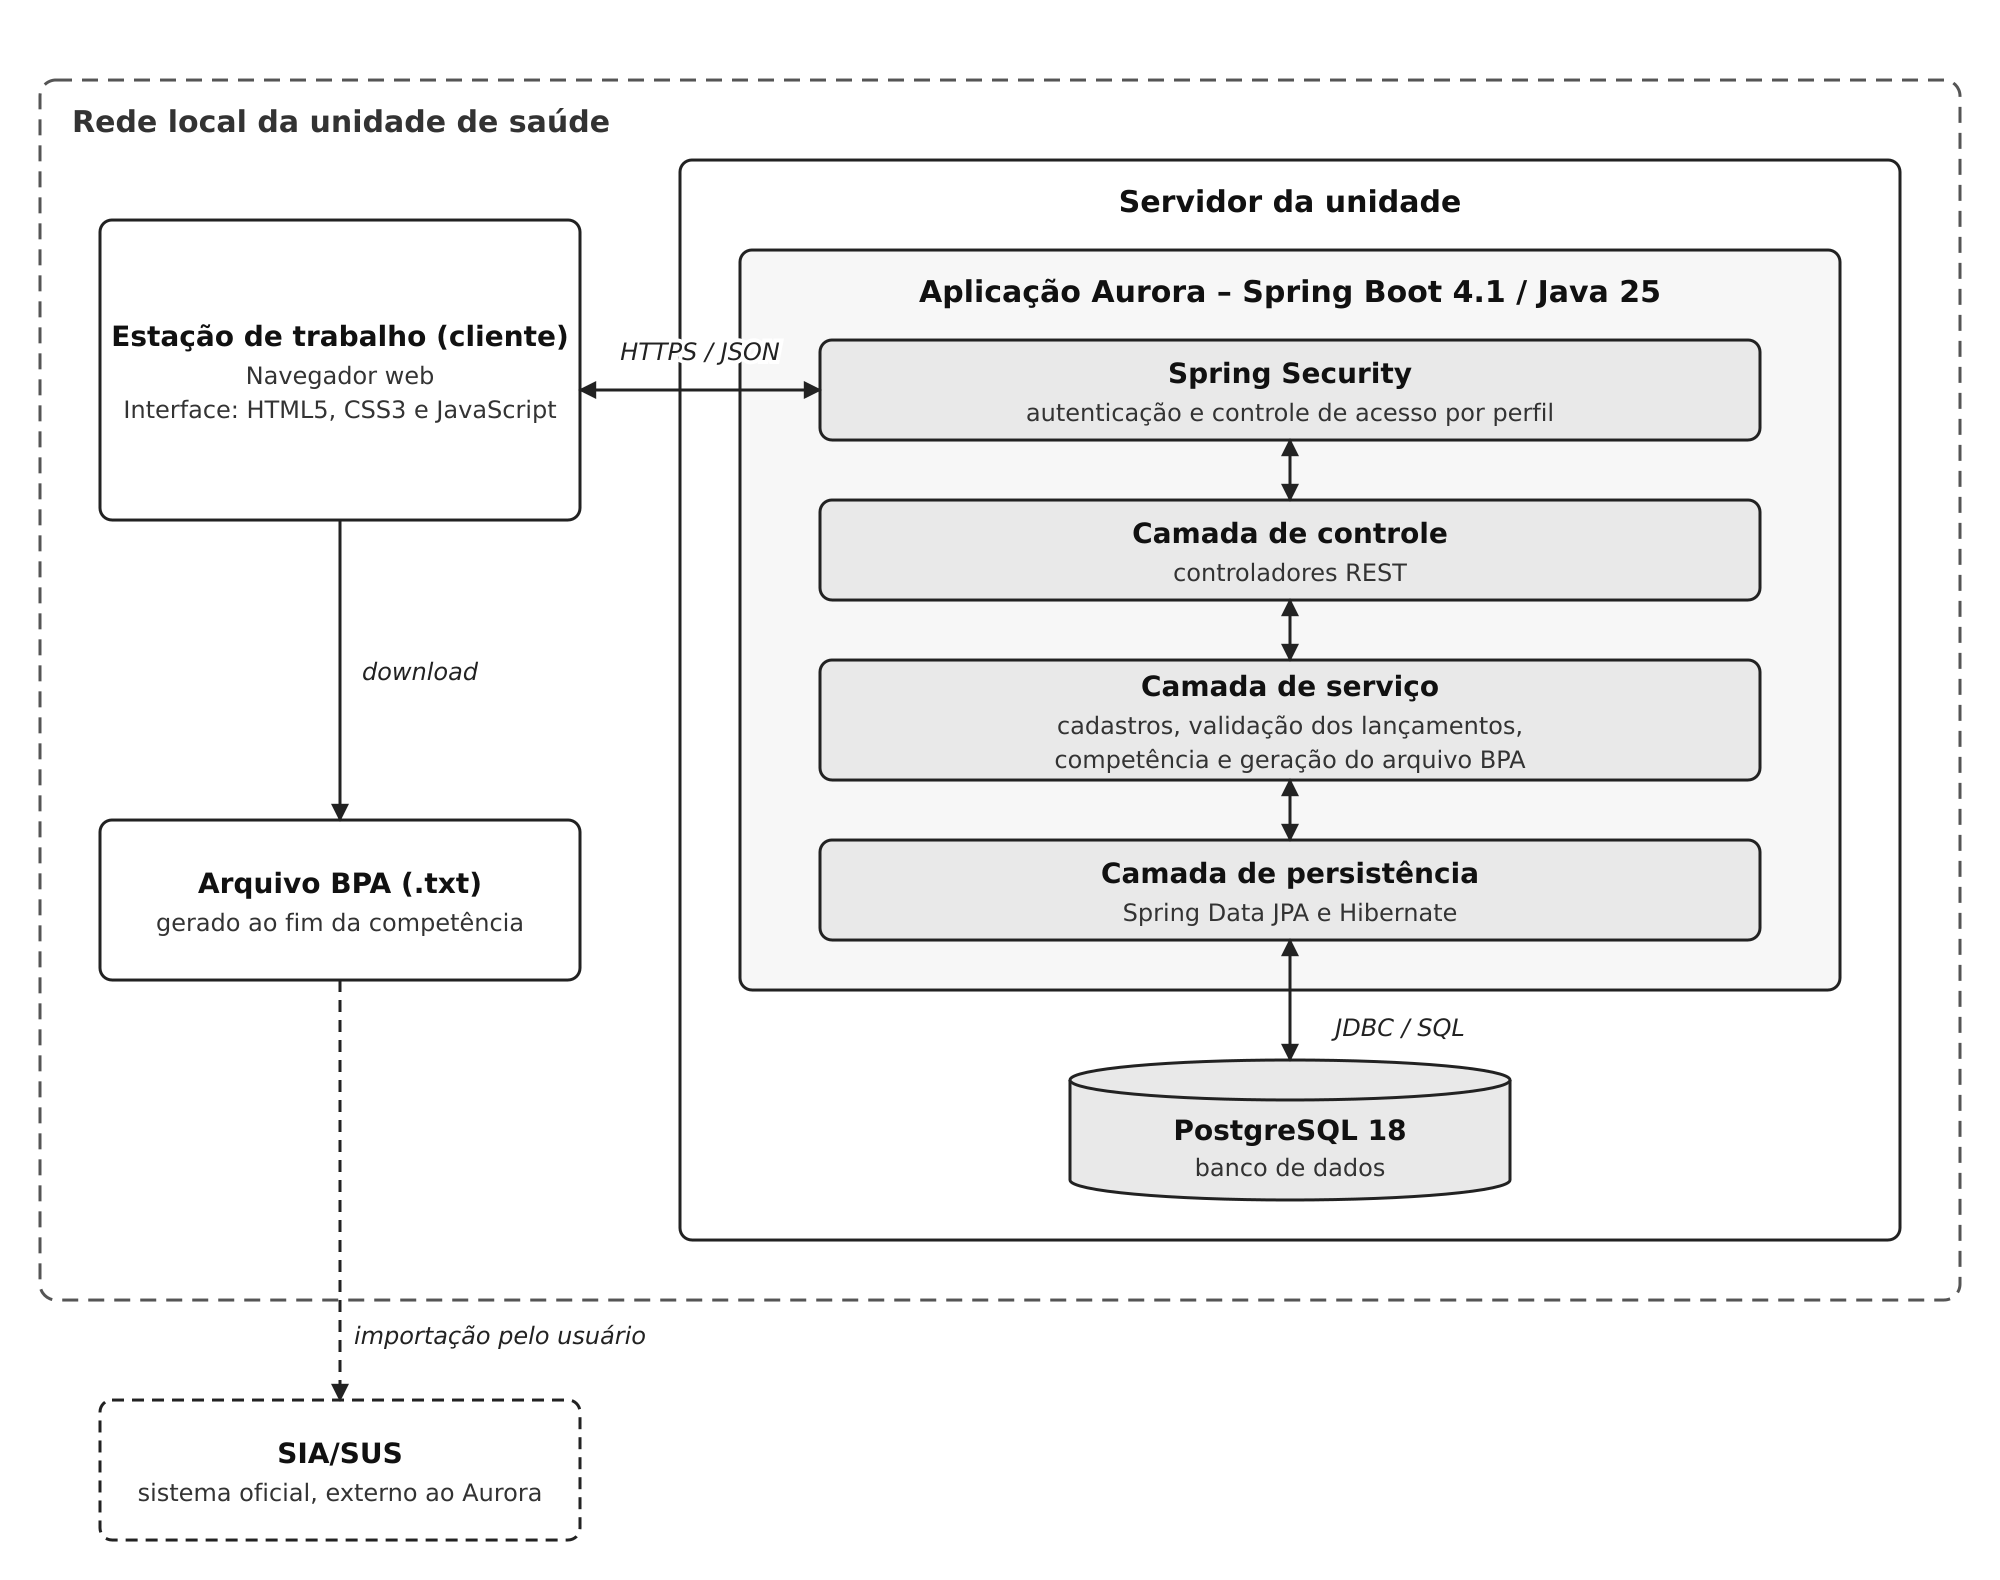 Rede local da unidade de saúde
Servidor da unidade
Aplicação Aurora – Spring Boot 4.1 / Java 25
Estação de trabalho (cliente)
Navegador web
Interface: HTML5, CSS3 e JavaScript
HTTPS / JSON
Spring Security
autenticação e controle de acesso por perfil
Camada de controle
controladores REST
download
Camada de serviço
cadastros, validação dos lançamentos,
competência e geração do arquivo BPA
Arquivo BPA (.txt)
gerado ao fim da competência
Camada de persistência
Spring Data JPA e Hibernate
JDBC / SQL
PostgreSQL 18
banco de dados
importação pelo usuário
SIA/SUS
sistema oficial, externo ao Aurora